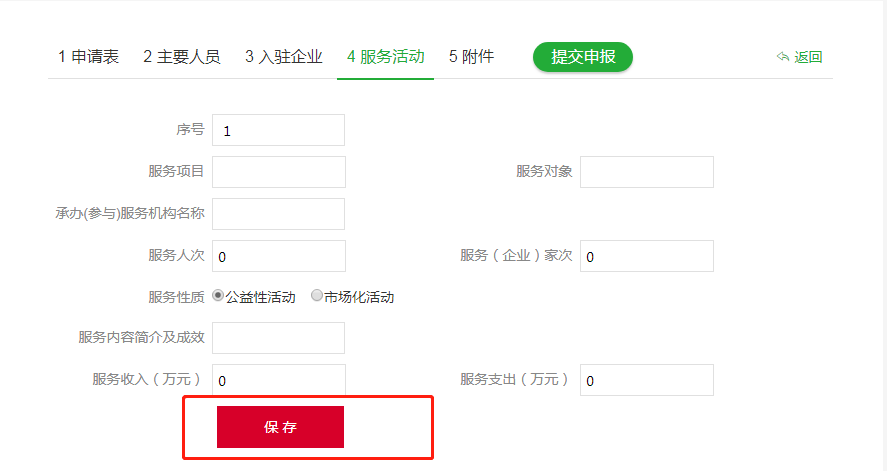 1 申请表 2 主要人员 3 入驻企业 4 服务活动 5 附件 提交申报 返回
序号 1
服务项目 服务对象
承办(参与)服务机构名称
服务人次 0 服务（企业）家次 0
服务性质 公益性活动 市场化活动
服务内容简介及成效
服务收入（万元） 0 服务支出（万元） 0
保 存